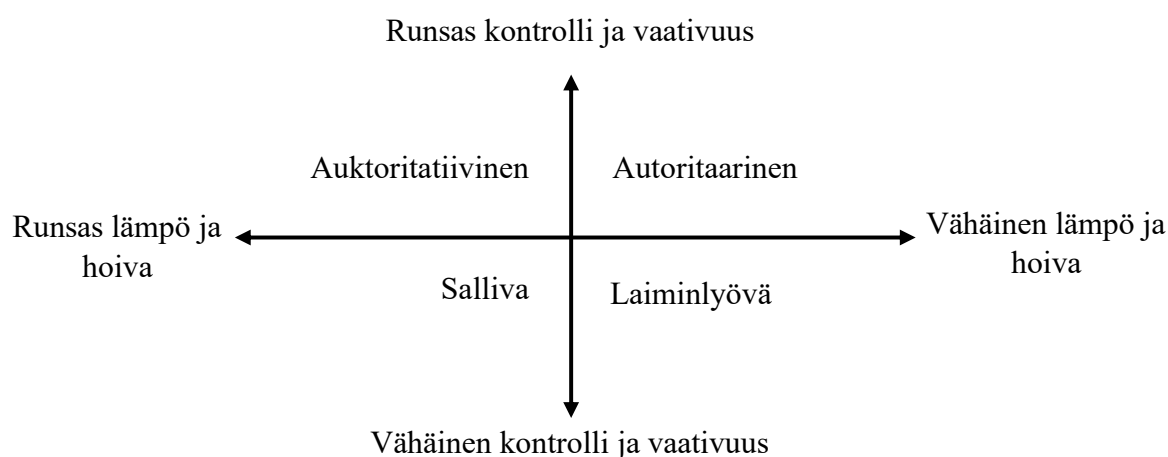 Runsas kontrolli ja vaativuus
Auktoritatiivinen
Autoritaarinen
Runsas lämpö ja
hoiva
Vähäinen lämpö ja
hoiva
Salliva
Laiminlyövä
Vähäinen kontrolli ja vaativuus